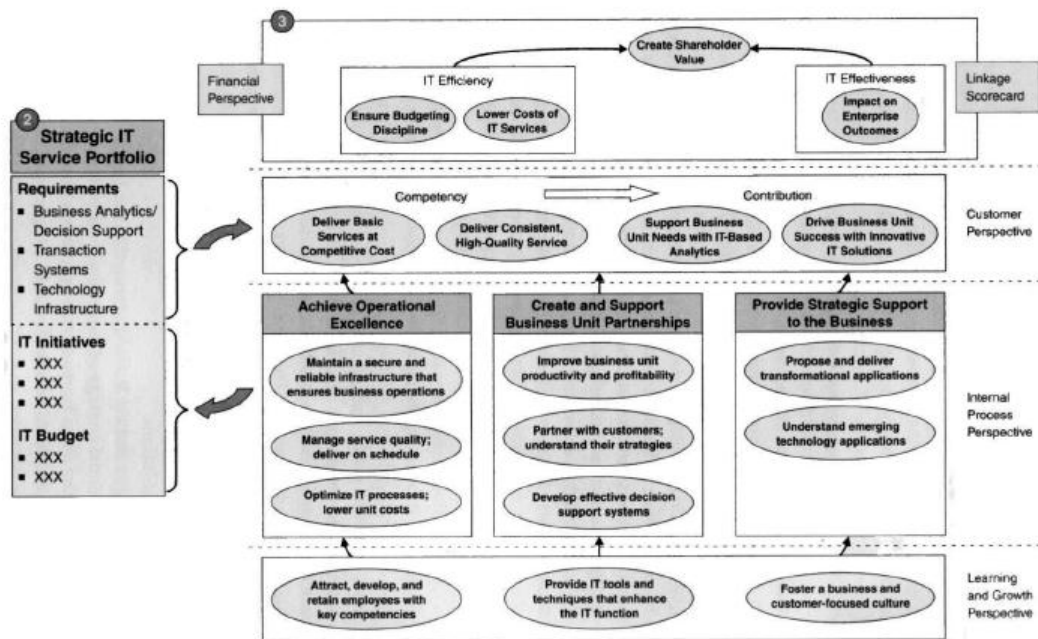 3
Create Shareholder
Value
Financial
Perspective
IT Efficiency
Ensure Budgeting
Discipline
Lower Costs of
IT Services
IT Effectiveness
Impact on
Enterprise
Outcomes
Linkage
Scorecard
2
Strategic IT
Service Portfolio
Requirements
■ Business Analytics/
Decision Support
■ Transaction
Systems
■ Technology
Infrastructure
IT Initiatives
■ XXX
■ XXX
■ XXX
IT Budget
■ XXX
■ XXX
Competency
Contribution
Deliver Basic
Services at
Competitive Cost
Deliver Consistent,
High-Quality Service
Support Business
Unit Needs with IT-Based
Analytics
Drive Business Unit
Success with Innovative
IT Solutions
Customer
Perspective
Achieve Operational
Excellence
Maintain a secure and
reliable infrastructure that
ensures business operations
Manage service quality;
deliver on schedule
Optimize IT processes;
lower unit costs
Create and Support
Business Unit Partnerships
Improve business unit
productivity and profitability
Partner with customers;
understand their strategies
Develop effective decision
support systems
Provide Strategic Support
to the Business
Propose and deliver
transformational applications
Understand emerging
technology applications
Internal
Process
Perspective
Attract, develop, and
retain employees with
key competencies
Provide IT tools and
techniques that enhance
the IT function
Foster a business and
customer-focused culture
Learning
and Growth
Perspective